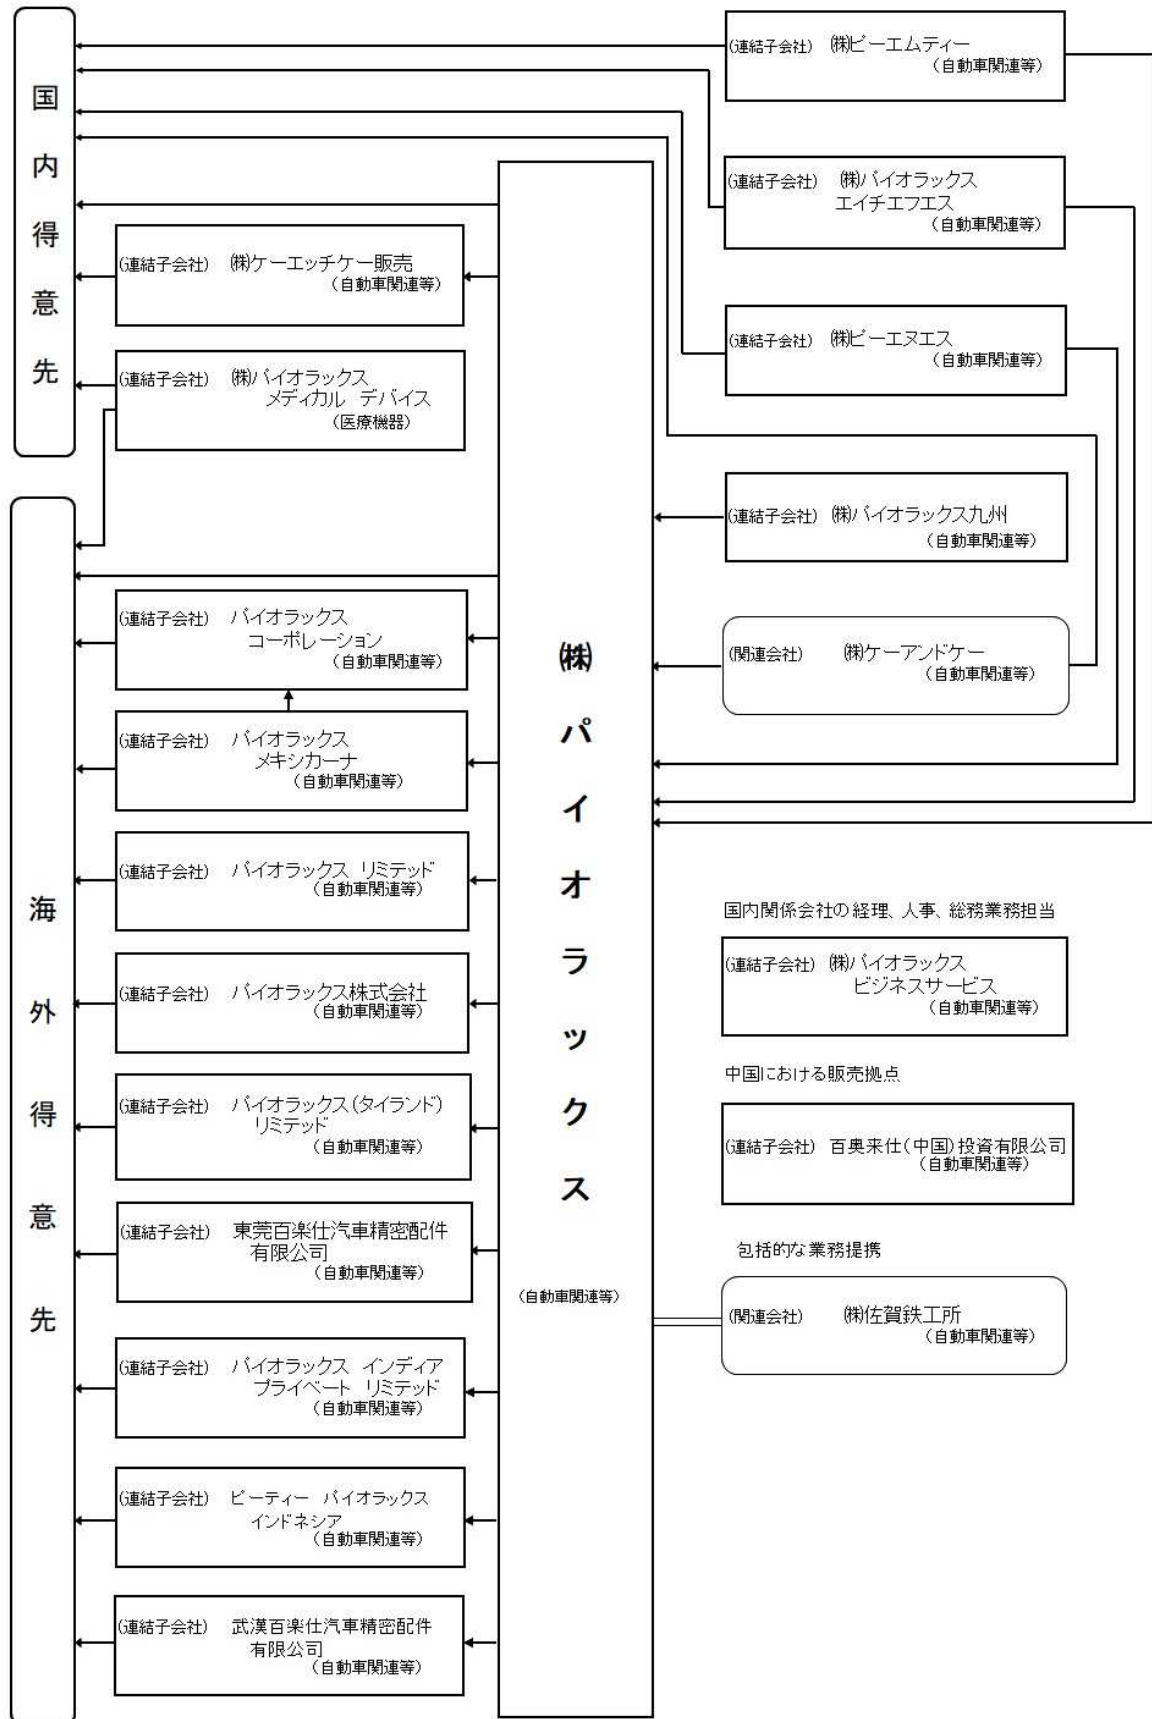 国内得意先
(連結子会社) ㈱ピーエムティー
(自動車関連等)
(連結子会社) ㈱パイオラックス
エイチエフエス
(自動車関連等)
(連結子会社) ㈱ケーエッチケー販売
(自動車関連等)
(連結子会社) ㈱ピーエヌエス
(自動車関連等)
(連結子会社) ㈱パイオラックス
メディカル デバイス
(医療機器)
(連結子会社) ㈱パイオラックス九州
(自動車関連等)
海外得意先
(連結子会社) パイオラックス
コーポレーション
(自動車関連等)
㈱パイオラックス
(自動車関連等)
(関連会社) ㈱ケーアンドケー
(自動車関連等)
(連結子会社) パイオラックス
メキシカーナ
(自動車関連等)
(連結子会社) パイオラックス リミテッド
(自動車関連等)
(連結子会社) パイオラックス株式会社
(自動車関連等)
(連結子会社) パイオラックス(タイランド)
リミテッド
(自動車関連等)
(連結子会社) 東莞百楽仕汽車精密配件
有限公司
(自動車関連等)
(連結子会社) パイオラックス インディア
プライベート リミテッド
(自動車関連等)
(連結子会社) ピーティー パイオラックス
インドネシア
(自動車関連等)
(連結子会社) 武漢百楽仕汽車精密配件
有限公司
(自動車関連等)
国内関係会社の経理、人事、総務業務担当
(連結子会社) ㈱パイオラックス
ビジネスサービス
(自動車関連等)
中国における販売拠点
(連結子会社) 百奥来仕(中国)投資有限公司
(自動車関連等)
包括的な業務提携
(関連会社) ㈱佐賀鉄工所
(自動車関連等)